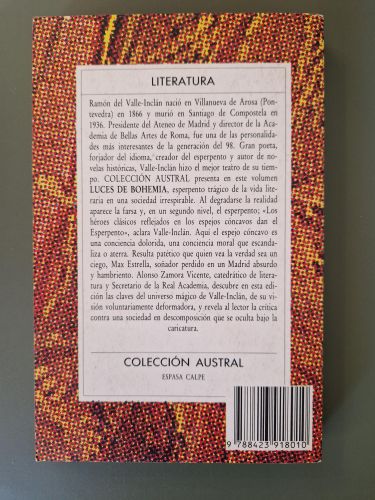 LITERATURA
Ramón del Valle-Inclán nació en Villanueva de Arosa (Pon-
tevedra) en 1866 y murió en Santiago de Compostela en
1936. Presidente del Ateneo de Madrid y director de la Aca-
demia de Bellas Artes de Roma, fue una de las personalida-
des más interesantes de la generación del 98. Gran poeta,
forjador del idioma, creador del esperpento y autor de no-
velas históricas, Valle-Inclán hizo el mejor teatro de su tiem-
po. COLECCIÓN AUSTRAL presenta en este volumen
LUCES DE BOHEMIA, esperpento trágico de la vida lite-
raria en una sociedad irrespirable. Al degradarse la realidad
aparece la farsa y, en un segundo nivel, el esperpento: «Los
héroes clásicos reflejados en los espejos cóncavos dan el
Esperpento», aclara Valle-Inclán. Aquí el espejo cóncavo es
una conciencia dolorida, una conciencia moral que escanda-
liza o aterra. Resulta patético que quien vea la verdad sea un
ciego, Max Estrella, soñador perdido en un Madrid absurdo
y hambriento. Alonso Zamora Vicente, catedrático de litera-
tura y Secretario de la Real Academia, descubre en esta edi-
ción las claves del universo mágico de Valle-Inclán, de su vi-
sión voluntariamente deformadora, y revela al lector la crítica
contra una sociedad en descomposición que se oculta bajo la
caricatura.
COLECCIÓN AUSTRAL
ESPASA CALPE
9 788423 918010